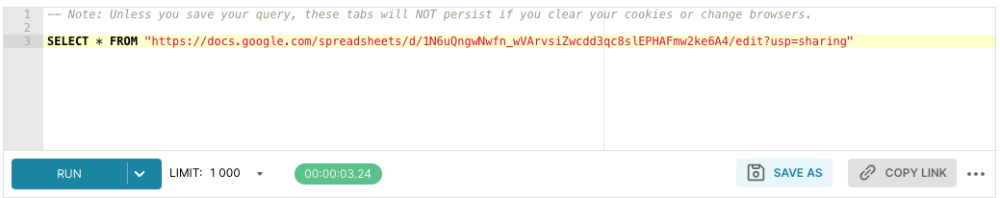 1 -- Note: Unless you save your query, these tabs will NOT persist if you clear your cookies or change browsers.
2
3 SELECT * FROM "https://docs.google.com/spreadsheets/d/1N6uQngwNwfn_wVArvsiZwcdd3qc8slEPHAFmw2ke6A4/edit?usp=sharing"
RUN LIMIT: 1 000 00:00:03.24 SAVE AS COPY LINK